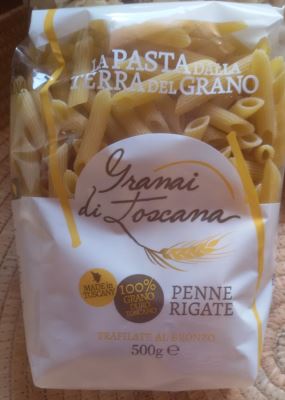 LA PASTA DALLA
TERRA DEL GRANO
Granai
di Toscana
MADE in
TUSCANY
100%
GRANO
DURO
TOSCANO
PENNE
RIGATE
TRAFILATE AL BRONZO
500g e